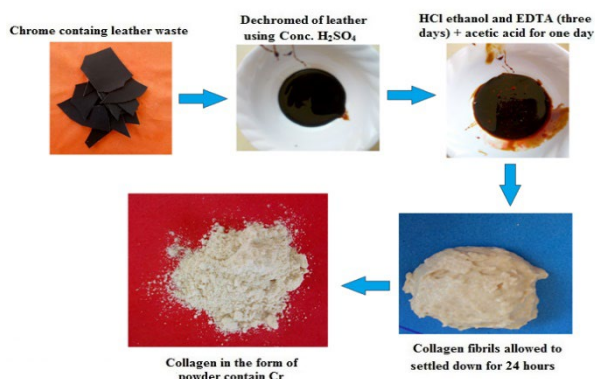 Chrome containg leather waste
Dechromed of leather
using Conc. H₂SO₄
HCl ethanol and EDTA (three
days) + acetic acid for one day
Collagen fibrils allowed to
settled down for 24 hours
Collagen in the form of
powder contain Cr